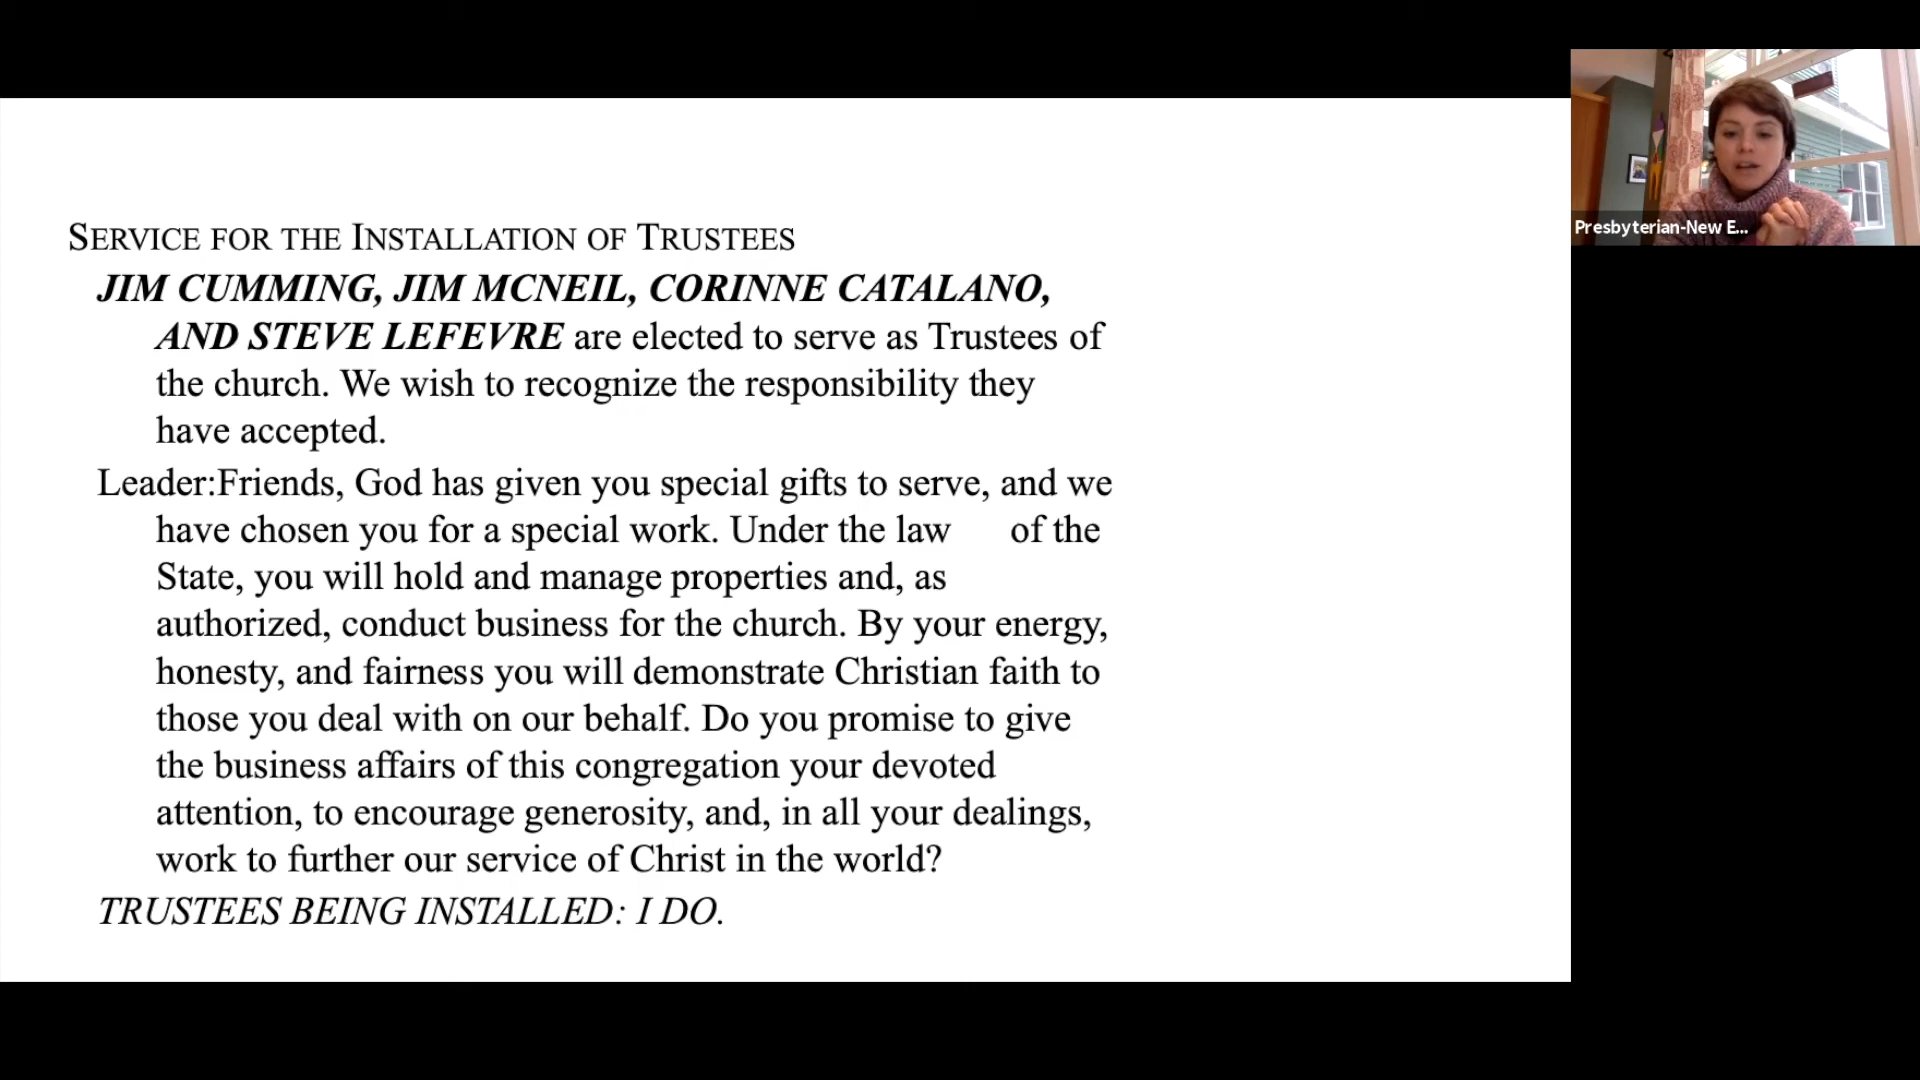 SERVICE FOR THE INSTALLATION OF TRUSTEES
JIM CUMMING, JIM MCNEIL, CORINNE CATALANO,
AND STEVE LEFEVRE are elected to serve as Trustees of
the church. We wish to recognize the responsibility they
have accepted.
Leader:Friends, God has given you special gifts to serve, and we
have chosen you for a special work. Under the law of the
State, you will hold and manage properties and, as
authorized, conduct business for the church. By your energy,
honesty, and fairness you will demonstrate Christian faith to
those you deal with on our behalf. Do you promise to give
the business affairs of this congregation your devoted
attention, to encourage generosity, and, in all your dealings,
work to further our service of Christ in the world?
TRUSTEES BEING INSTALLED: I DO.
Presbyterian-New E...